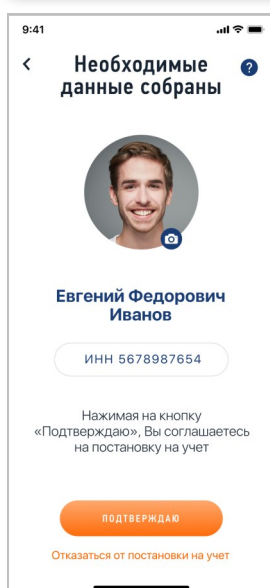 9:41
Необходимые
данные собраны
?
Евгений Федорович
Иванов
ИНН 5678987654
Нажимая на кнопку
«Подтверждаю», Вы соглашаетесь
на постановку на учет
ПОДТВЕРЖДАЮ
Отказаться от постановки на учет